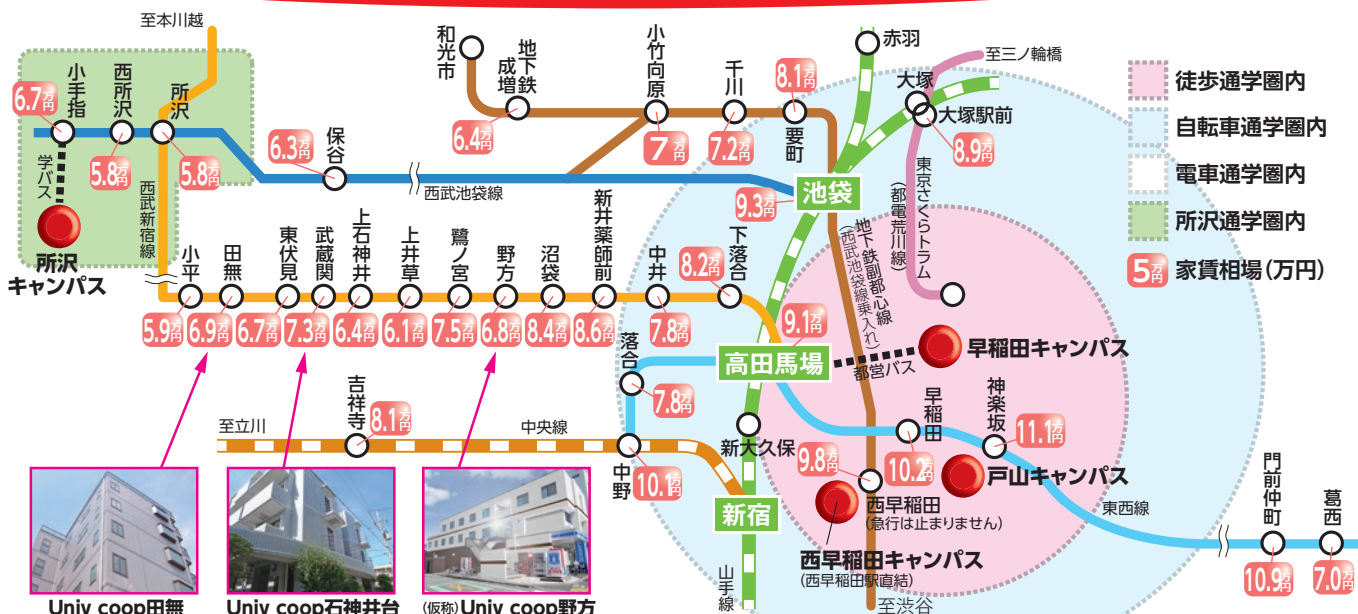 至本川越
小手指
西所沢
所沢
6.7万円
5.8万円
5.8万円
学バス
所沢
キャンパス
西武新宿線
保谷
6.3万円
西武池袋線
和光市
地下鉄
成増
6.4万円
小竹向原
7万円
千川
7.2万円
8.1万円
要町
赤羽
大塚
至三ノ輪橋
大塚駅前
8.9万円
池袋
9.3万円
東京さくらトラム
(都電荒川線)
地下鉄副都心線
(西武池袋線乗入れ)
徒歩通学圏内
自転車通学圏内
電車通学圏内
所沢通学圏内
5万円 家賃相場(万円)
小平
5.9万円
田無
6.9万円
東伏見
6.7万円
武蔵関
7.3万円
上石神井
6.4万円
上井草
6.1万円
鷺ノ宮
7.5万円
野方
6.8万円
沼袋
8.4万円
新井薬師前
8.6万円
中井
7.8万円
下落合
8.2万円
9.1万円
高田馬場
都営バス
早稲田キャンパス
落合
7.8万円
至立川
吉祥寺
8.1万円
中央線
中野
10.1万円
新大久保
新宿
山手線
早稲田
10.2万円
神楽坂
11.1万円
戸山キャンパス
9.8万円
西早稲田
(急行は止まりません)
西早稲田キャンパス
(西早稲田駅直結)
至渋谷
東西線
門前仲町
10.9万円
葛西
7.0万円
Univ coop田無
Univ coop石神井台
(仮称)Univ coop野方